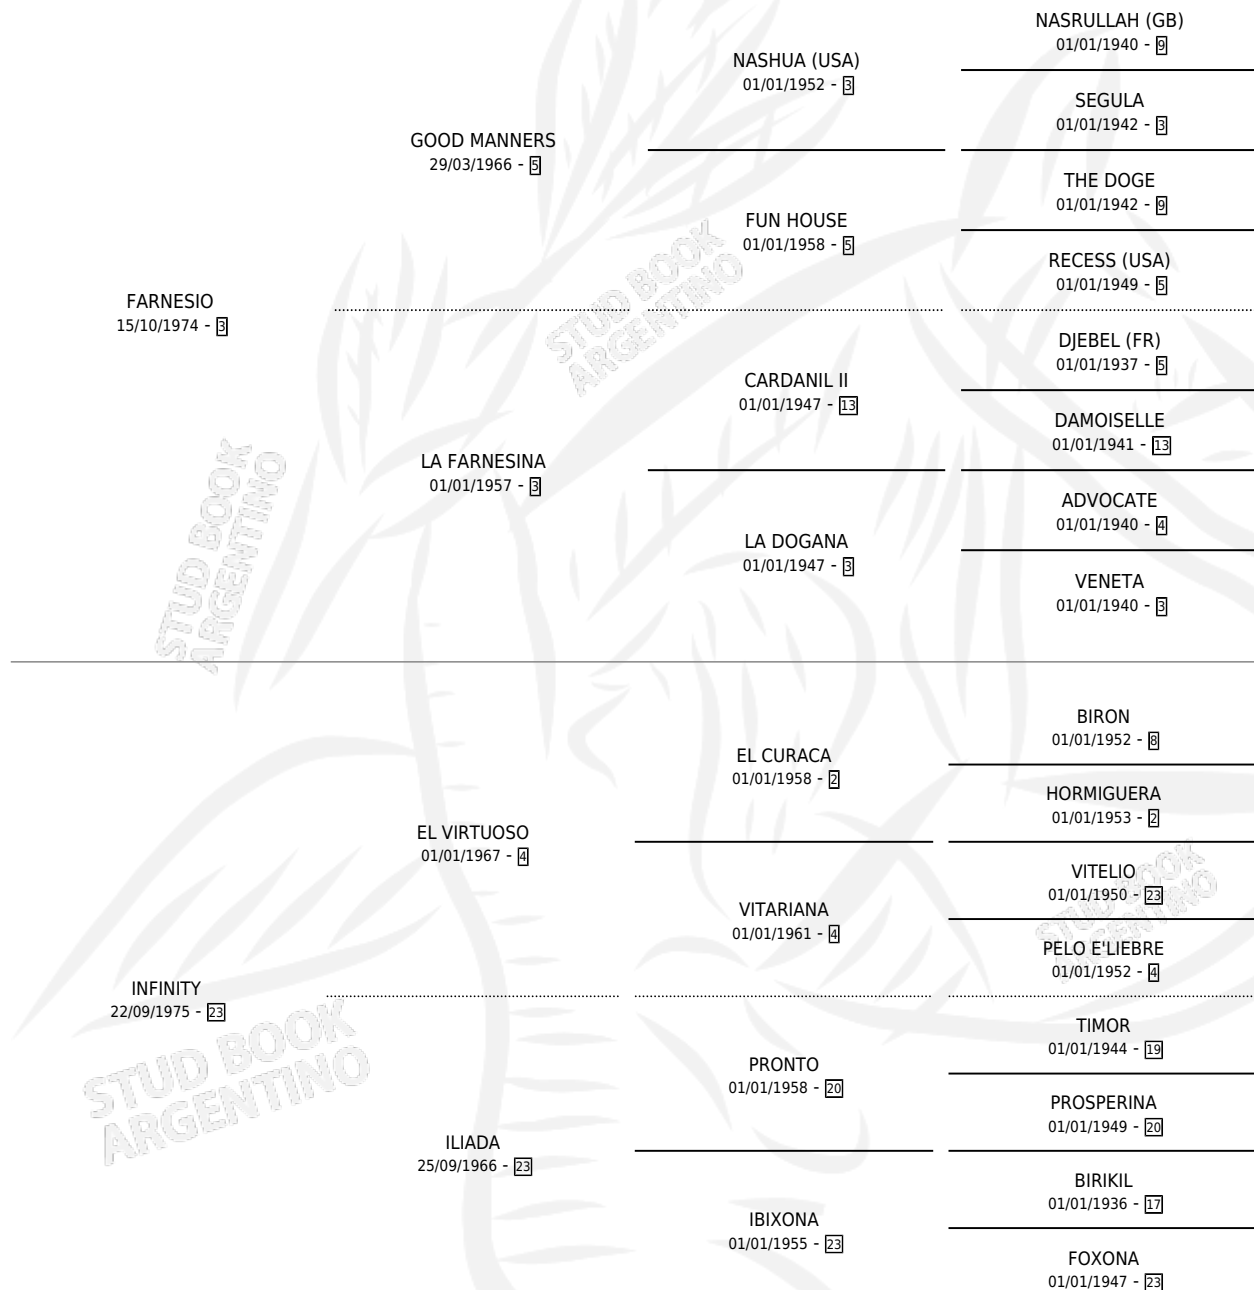 NASRULLAH (GB)
01/01/1940 - 9
NASHUA (USA)
01/01/1952 - 3
SEGULA
01/01/1942 - 3
GOOD MANNERS
29/03/1966 - 5
THE DOGE
01/01/1942 - 9
FUN HOUSE
01/01/1958 - 5
RECESS (USA)
01/01/1949 - 5
FARNESIO
15/10/1974 - 3
DJEBEL (FR)
01/01/1937 - 5
CARDANIL II
01/01/1947 - 13
DAMOISELLE
01/01/1941 - 13
LA FARNESINA
01/01/1957 - 3
ADVOCATE
01/01/1940 - 4
LA DOGANA
01/01/1947 - 3
VENETA
01/01/1940 - 3
BIRON
01/01/1952 - 8
EL CURACA
01/01/1958 - 2
HORMIGUERA
01/01/1953 - 2
EL VIRTUOSO
01/01/1967 - 4
VITELIO
01/01/1950 - 23
VITARIANA
01/01/1961 - 4
PELO E'LIEBRE
01/01/1952 - 4
INFINITY
22/09/1975 - 23
TIMOR
01/01/1944 - 19
PRONTO
01/01/1958 - 20
PROSPERINA
01/01/1949 - 20
ILIADA
25/09/1966 - 23
BIRIKIL
01/01/1936 - 17
IBIXONA
01/01/1955 - 23
FOXONA
01/01/1947 - 23
STUD BOOK
ARGENTINO
STUD BOOK
ARGENTINO
STUD BOOK
ARGENTINO
STUD BOOK
ARGENTINO